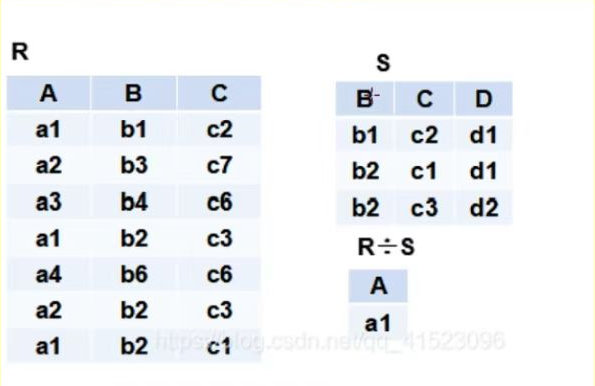 R
A B C
a1 b1 c2
a2 b3 c7
a3 b4 c6
a1 b2 c3
a4 b6 c6
a2 b2 c3
a1 b2 c1
S
B C D
b1 c2 d1
b2 c1 d1
b2 c3 d2
R÷S
A
a1
https://blog.csdn.net/qq_41523096